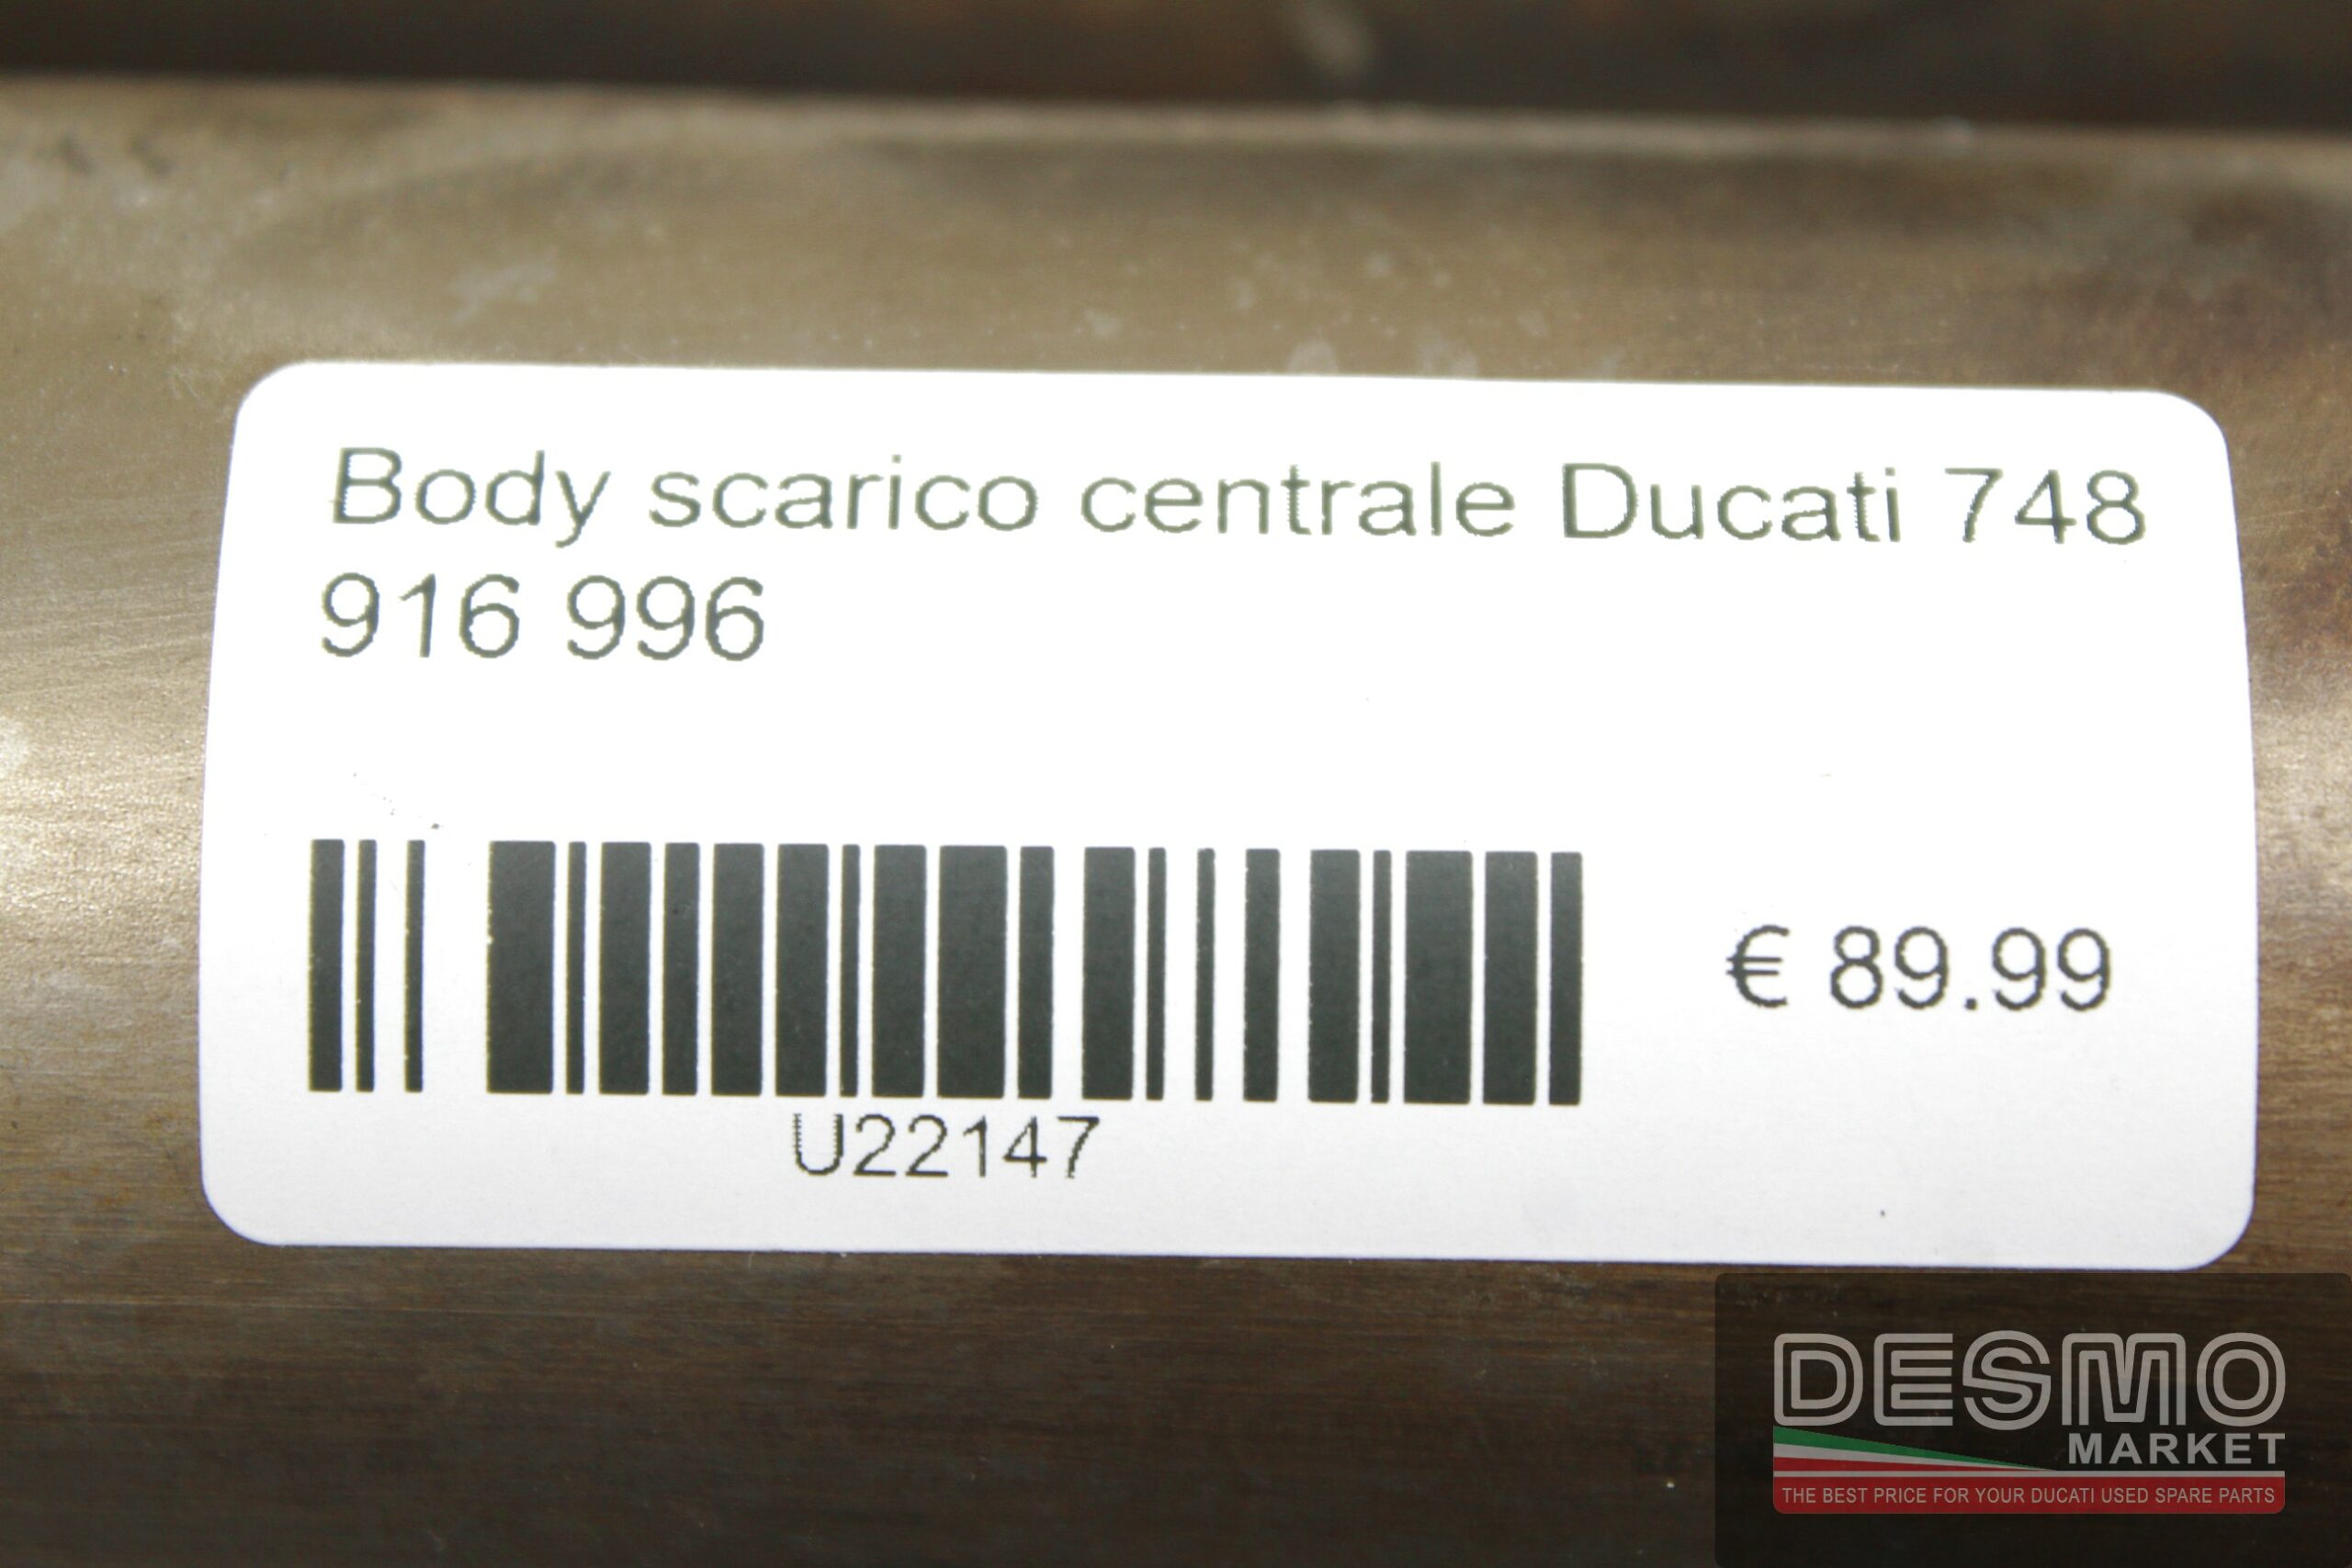 Body scarico centrale Ducati 748
916 996
€ 89.99
U22147
DESMO
MARKET
THE BEST PRICE FOR YOUR DUCATI USED SPARE PARTS